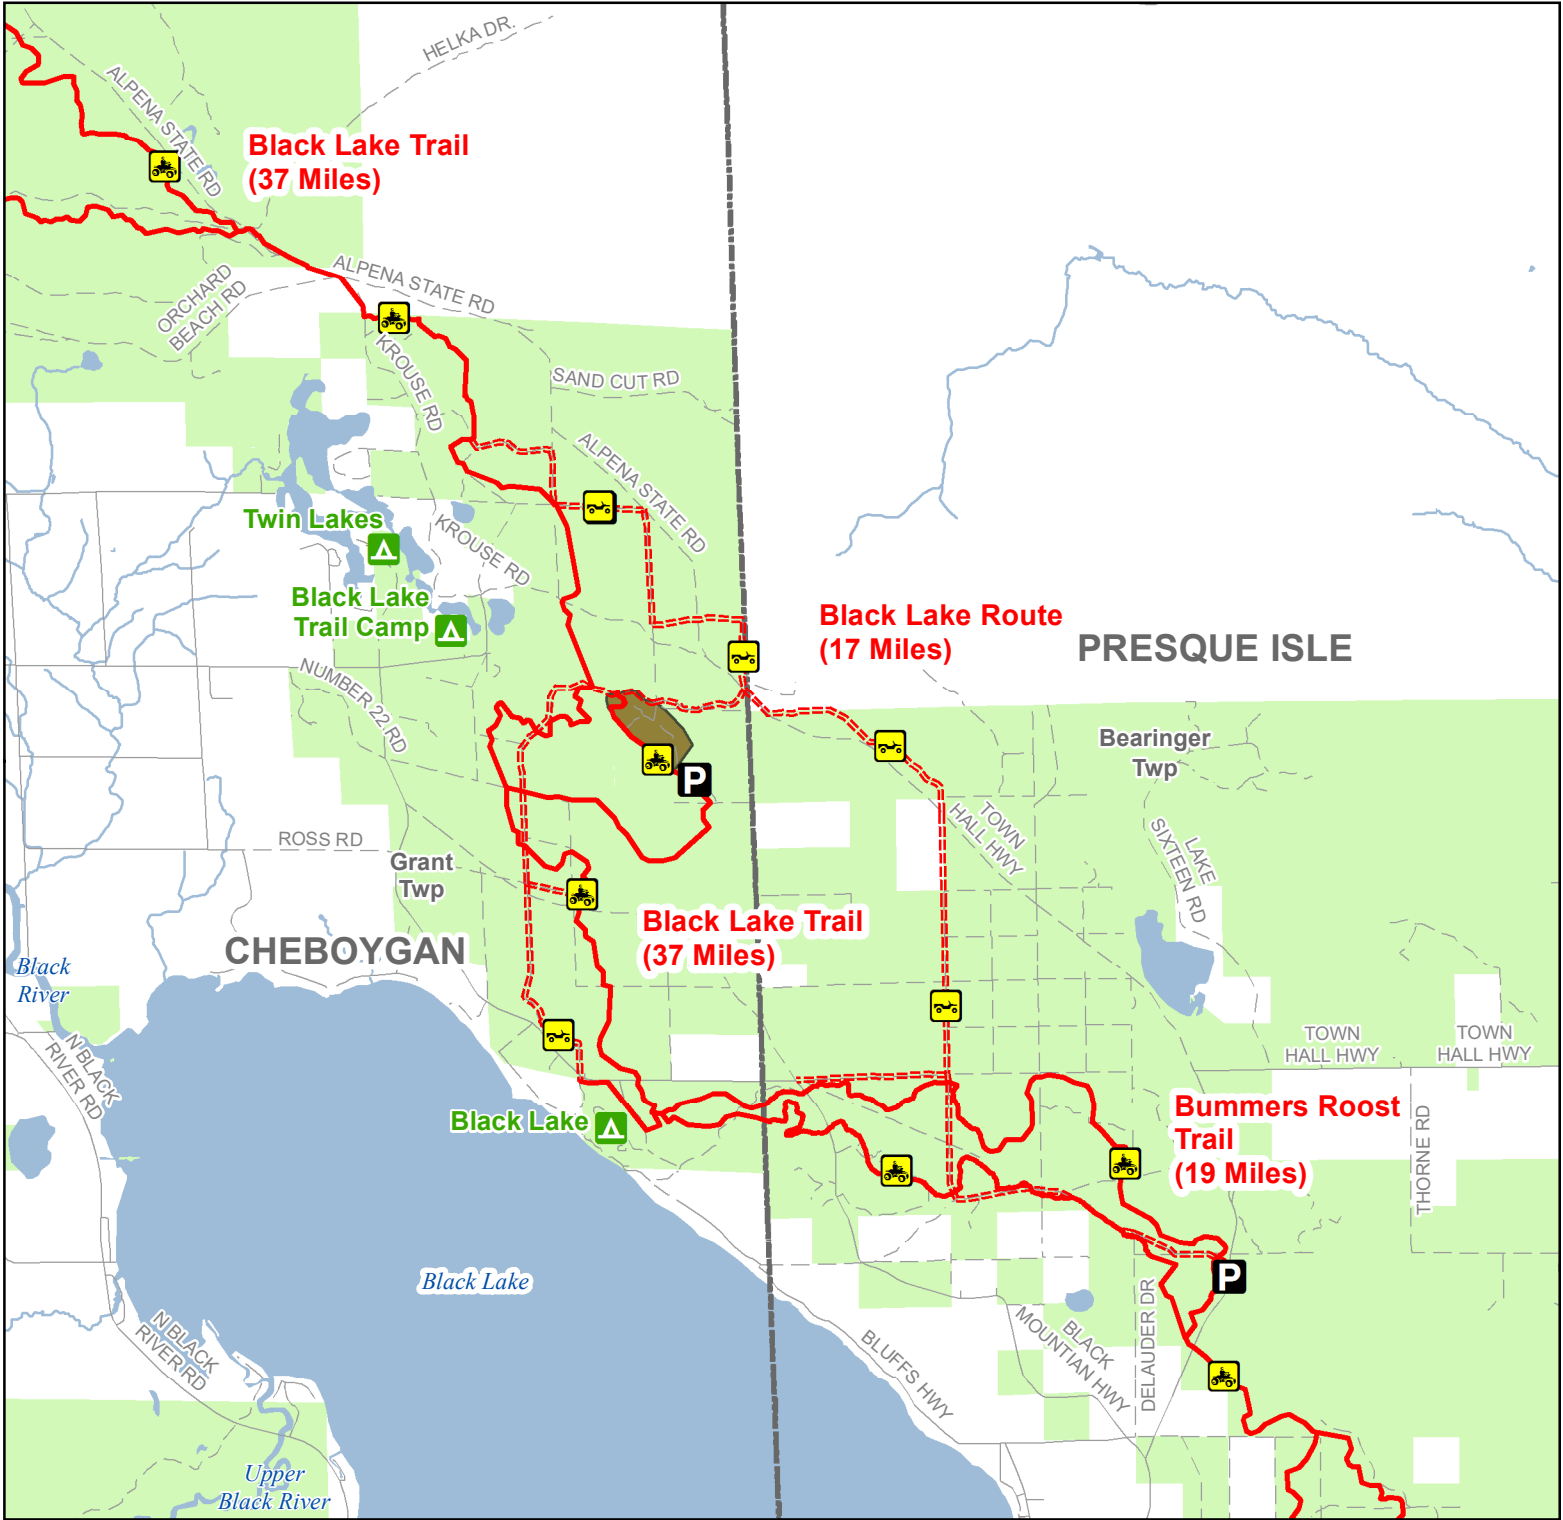 HELKA DR.
ALPENA STATE RD
Black Lake Trail
(37 Miles)
ALPENA STATE RD
ORCHARD
BEACH RD
KROUSE RD
SAND CUT RD
ALPENA STATE RD
Twin Lakes
KROUSE RD
Black Lake
Trail Camp
Black Lake Route
(17 Miles)
PRESQUE ISLE
NUMBER 22 RD
Bearinger
Twp
P
TOWN
HALL HWY
LAKE
SIXTEEN RD
ROSS RD
Grant
Twp
Black Lake Trail
(37 Miles)
CHEBOYGAN
Black
River
N BLACK
RIVER RD
TOWN
HALL HWY
TOWN
HALL HWY
Black Lake
Bummers Roost
Trail
(19 Miles)
THORNE RD
Black Lake
P
N BLACK
RIVER RD
BLUFFS HWY
BLACK
MOUNTIAN HWY
DELAUDER DR
Upper
Black River